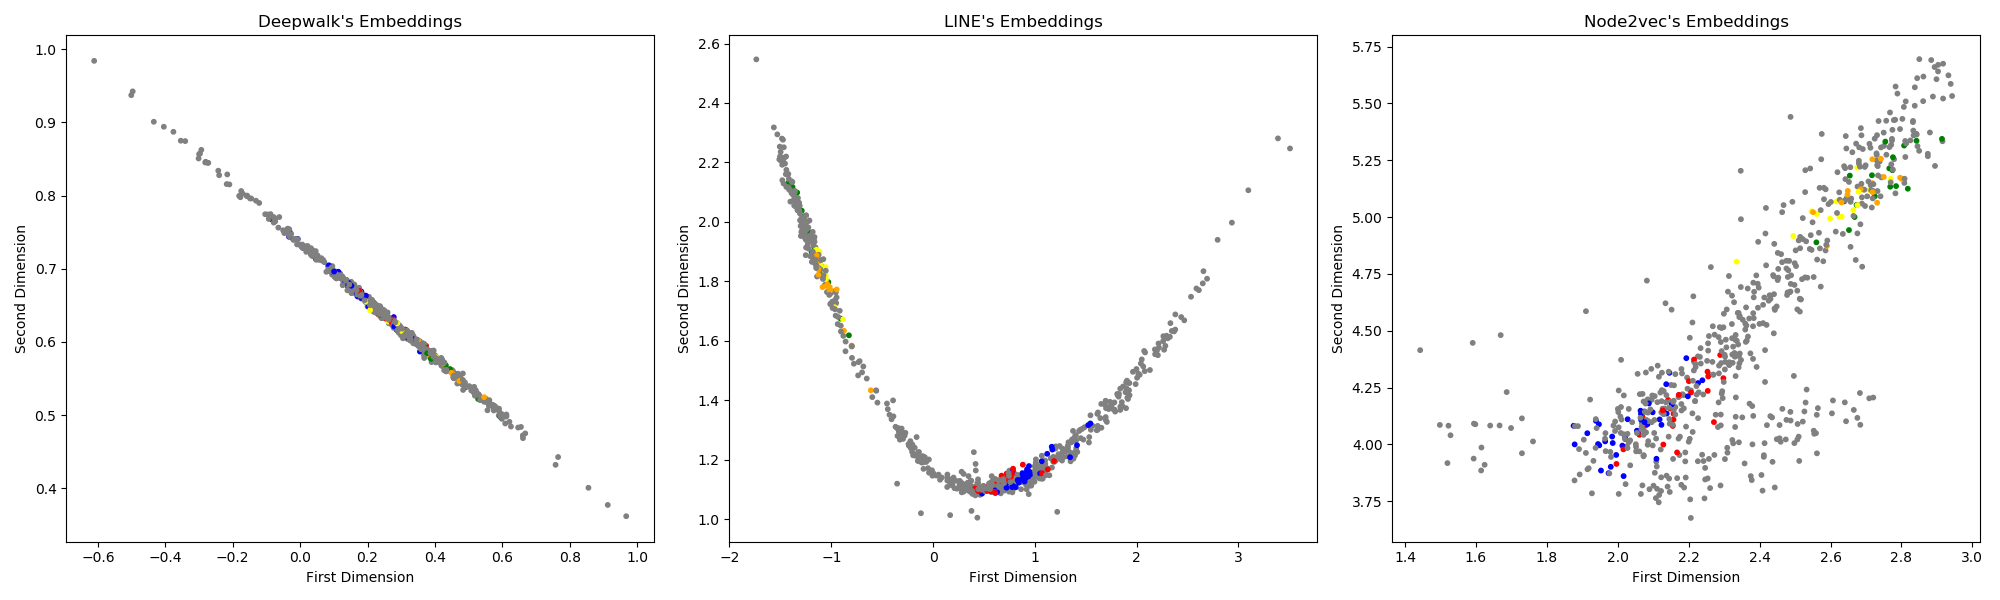 Deepwalk's Embeddings
1.0
0.9
0.8
0.7
0.6
0.5
0.4
Second Dimension
−0.6 −0.4 −0.2 0.0 0.2 0.4 0.6 0.8 1.0
First Dimension
LINE's Embeddings
2.6
2.4
2.2
2.0
1.8
1.6
1.4
1.2
1.0
Second Dimension
−2 −1 0 1 2 3
First Dimension
Node2vec's Embeddings
5.75
5.50
5.25
5.00
4.75
4.50
4.25
4.00
3.75
Second Dimension
1.4 1.6 1.8 2.0 2.2 2.4 2.6 2.8 3.0
First Dimension